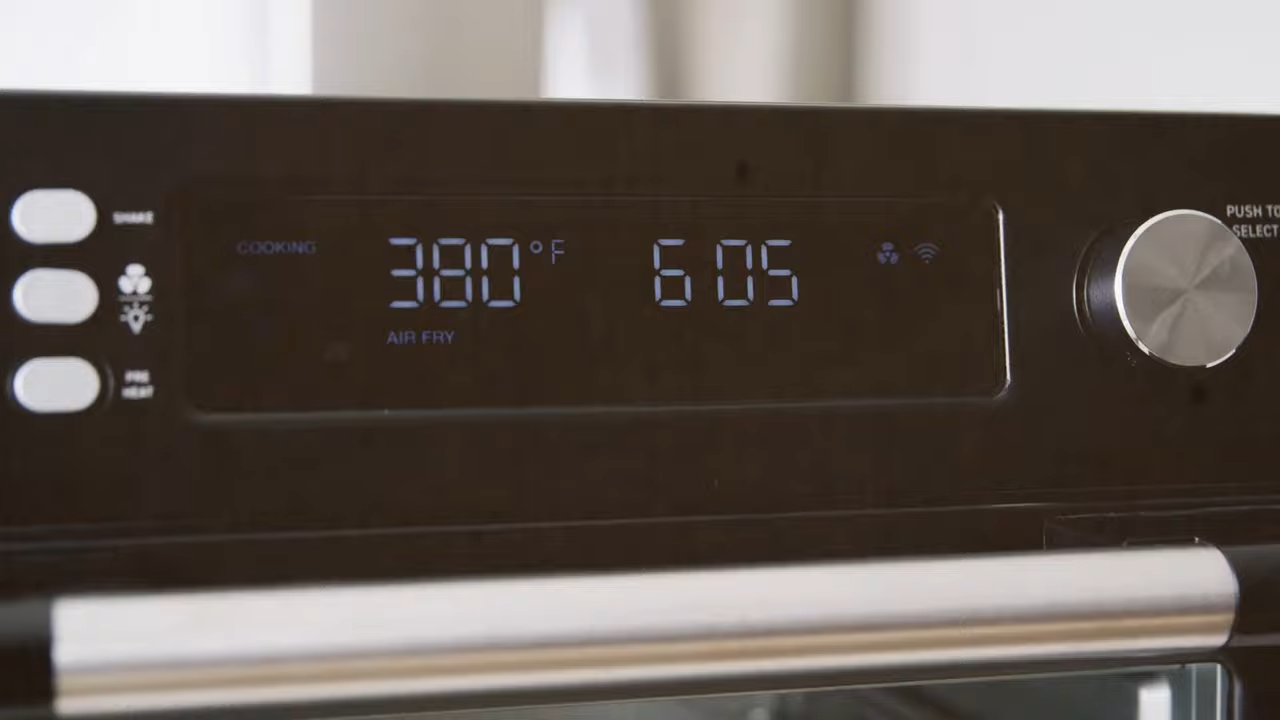 SHAKE
COOKING
380°F
6 05
AIR FRY
PRE
HEAT
PUSH TO
SELECT